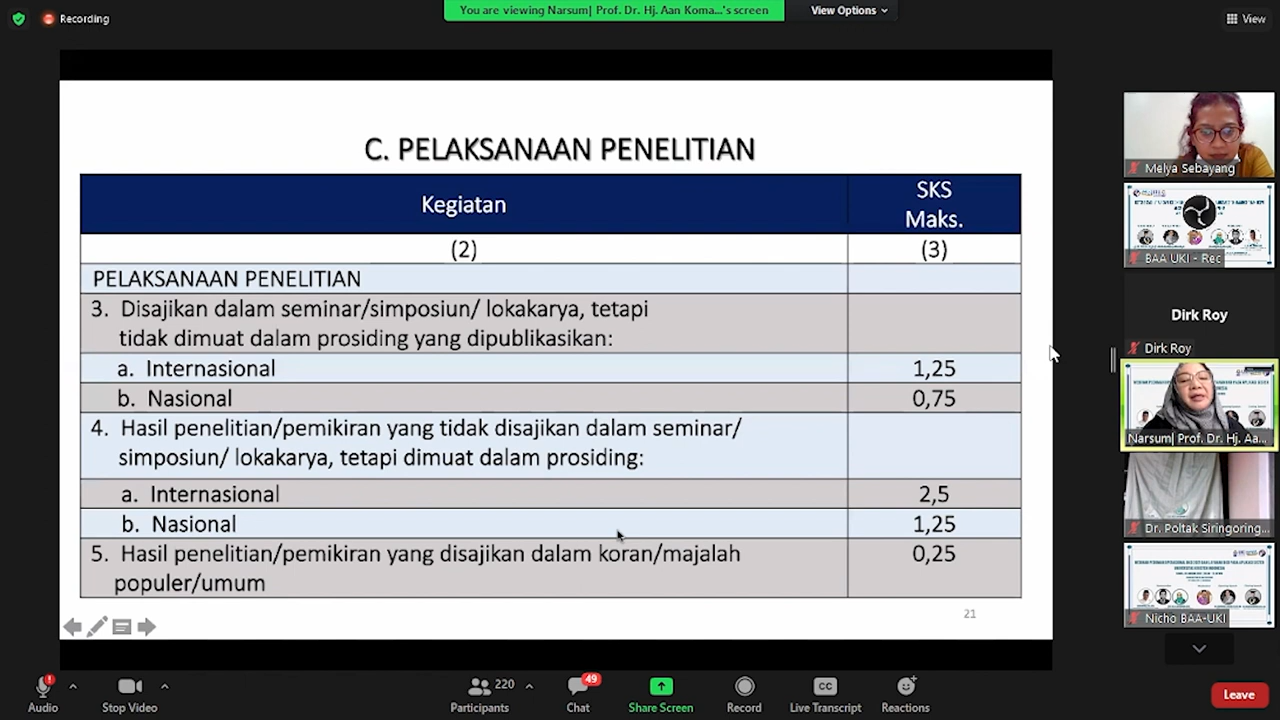 Recording
You are viewing Narsum| Prof. Dr. Hj. Aan Koma...'s screen
View Options
View
C. PELAKSANAAN PENELITIAN
Kegiatan
SKS
Maks.
(2)
(3)
PELAKSANAAN PENELITIAN
3. Disajikan dalam seminar/simposiun/ lokakarya, tetapi
tidak dimuat dalam prosiding yang dipublikasikan:
a. Internasional
1,25
b. Nasional
0,75
4. Hasil penelitian/pemikiran yang tidak disajikan dalam seminar/
simposiun/ lokakarya, tetapi dimuat dalam prosiding:
a. Internasional
2,5
b. Nasional
1,25
5. Hasil penelitian/pemikiran yang disajikan dalam koran/majalah
populer/umum
0,25
21
Melya Sebayang
BAA UKI - Rec
Dirk Roy
Dirk Roy
Narsum| Prof. Dr. Hj. Aa...
Dr. Poltak Siringoring...
Nicho BAA-UKI
Audio
Stop Video
220
Participants
49
Chat
Share Screen
Record
CC
Live Transcript
Reactions
Leave